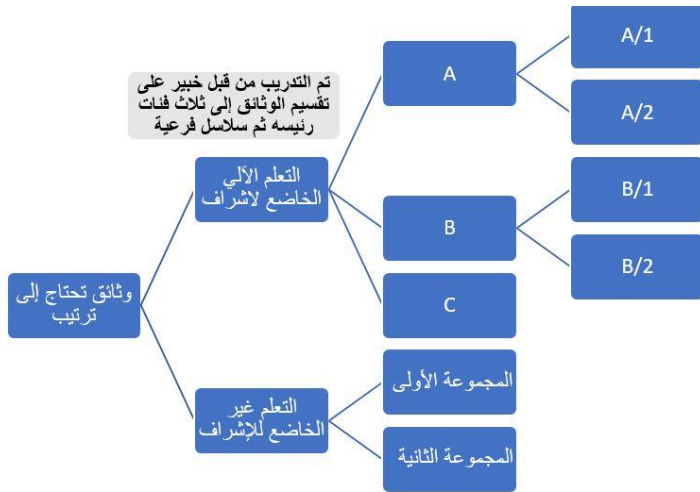 تم التدريب من قبل خبير على
تقسيم الوثائق إلى ثلاث فئات
رئيسه ثم سلاسل فرعية
وثائق تحتاج إلى
ترتيب
التعلم الآلي
الخاضع لاشراف
A
A/1
A/2
B
B/1
B/2
C
التعلم غير
الخاضع للإشراف
المجموعة الأولى
المجموعة الثانية